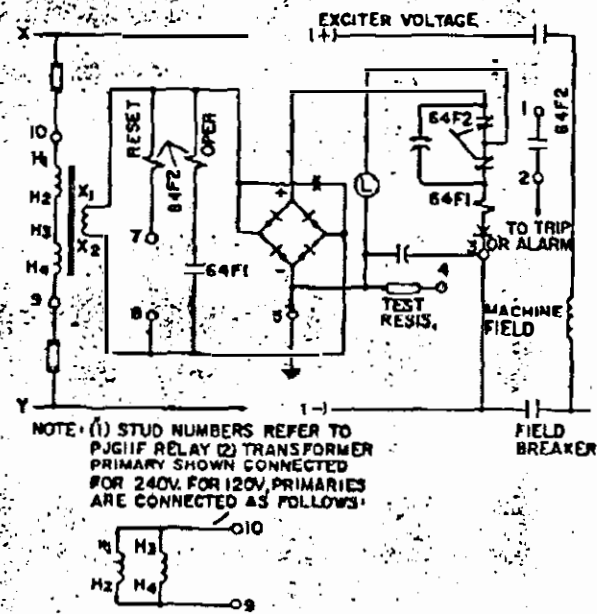 EXCITER VOLTAGE
X
(+)
10
H1
H2
H3
H4
9
X1
X2
RESET
64F2
OPER
7
8
64F1
+
-
5
L
64F2
64F1
3
4
TEST
RESIS.
1
2
64F2
TO TRIP
OR ALARM
MACHINE
FIELD
Y
(-)
FIELD
BREAKER
NOTE: (1) STUD NUMBERS REFER TO
PJG11F RELAY (2) TRANSFORMER
PRIMARY SHOWN CONNECTED
FOR 240V. FOR 120V, PRIMARIES
ARE CONNECTED AS FOLLOWS:
10
H1 H3
H2 H4
9